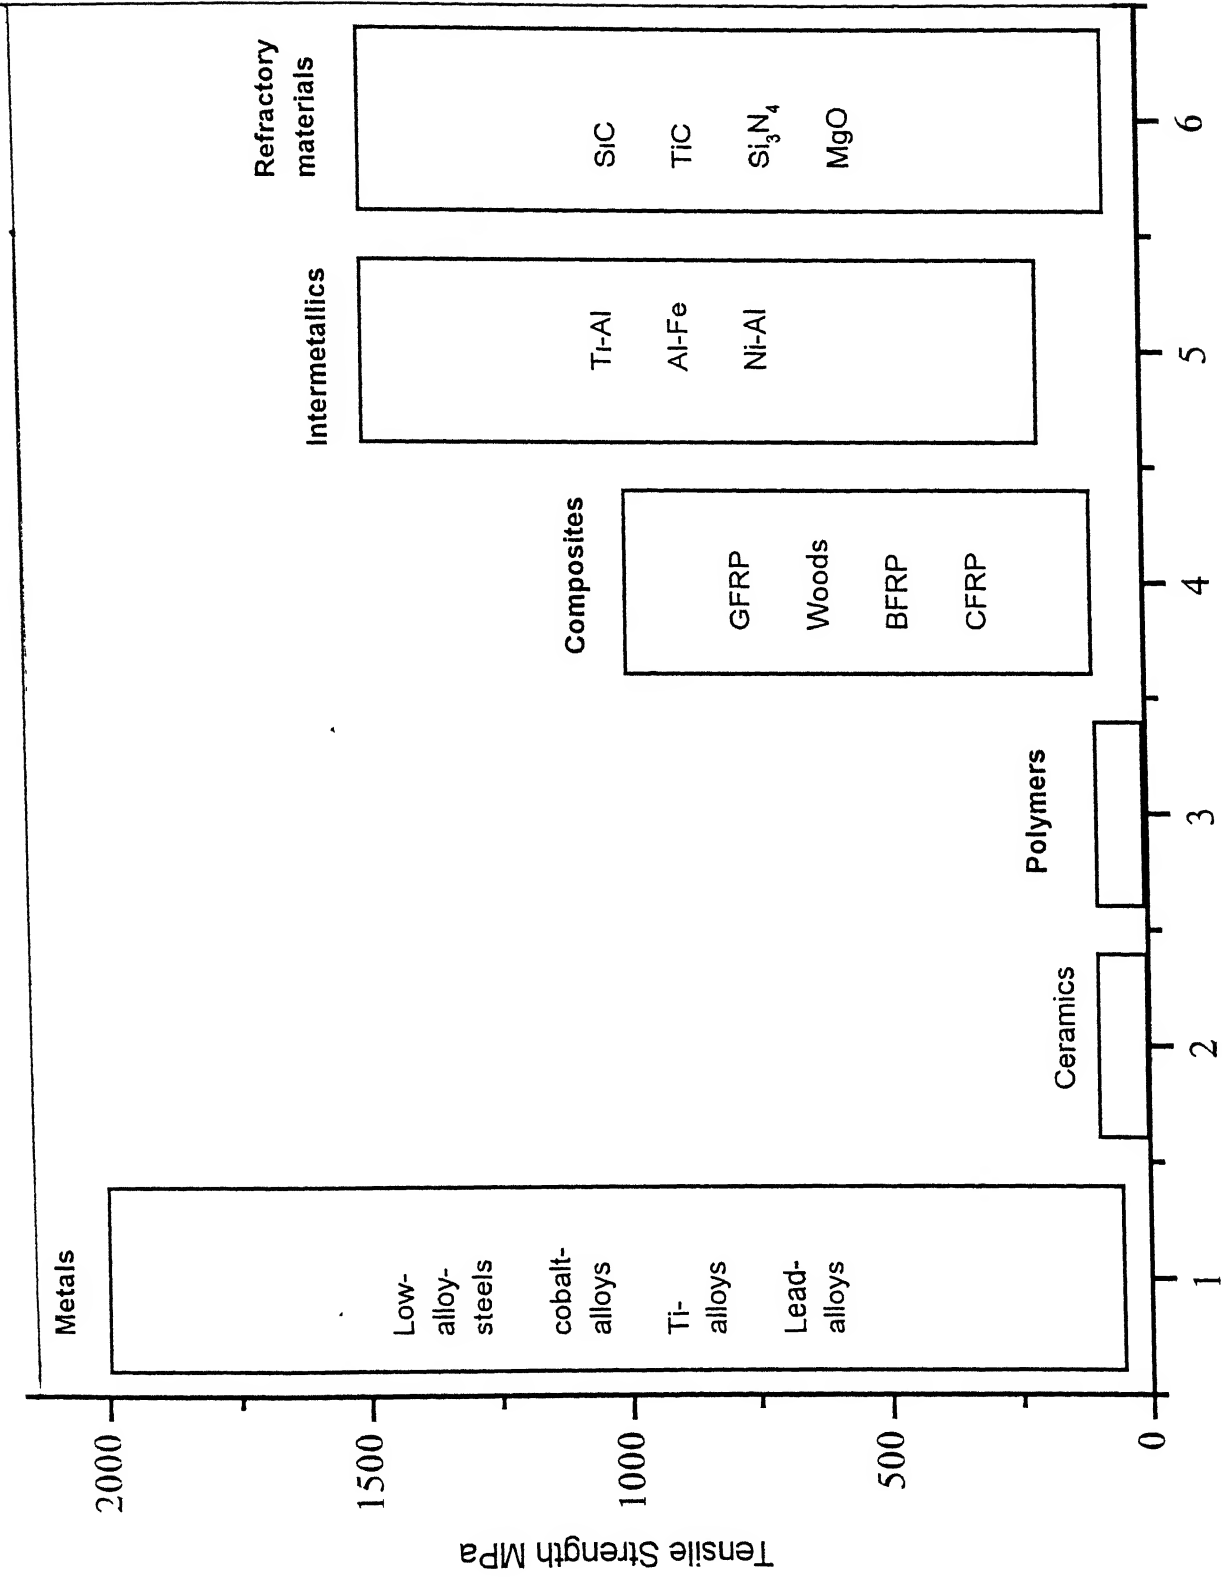 Tensile Strength MPa
2000
1500
1000
500
0
Metals
Low-
alloy-
steels
cobalt-
alloys
Ti-
alloys
Lead-
alloys
Ceramics
Polymers
Composites
GFRP
Woods
BFRP
CFRP
Intermetallics
Ti-Al
Al-Fe
Ni-Al
Refractory
materials
SiC
TiC
Si₃N₄
MgO
1
2
3
4
5
6